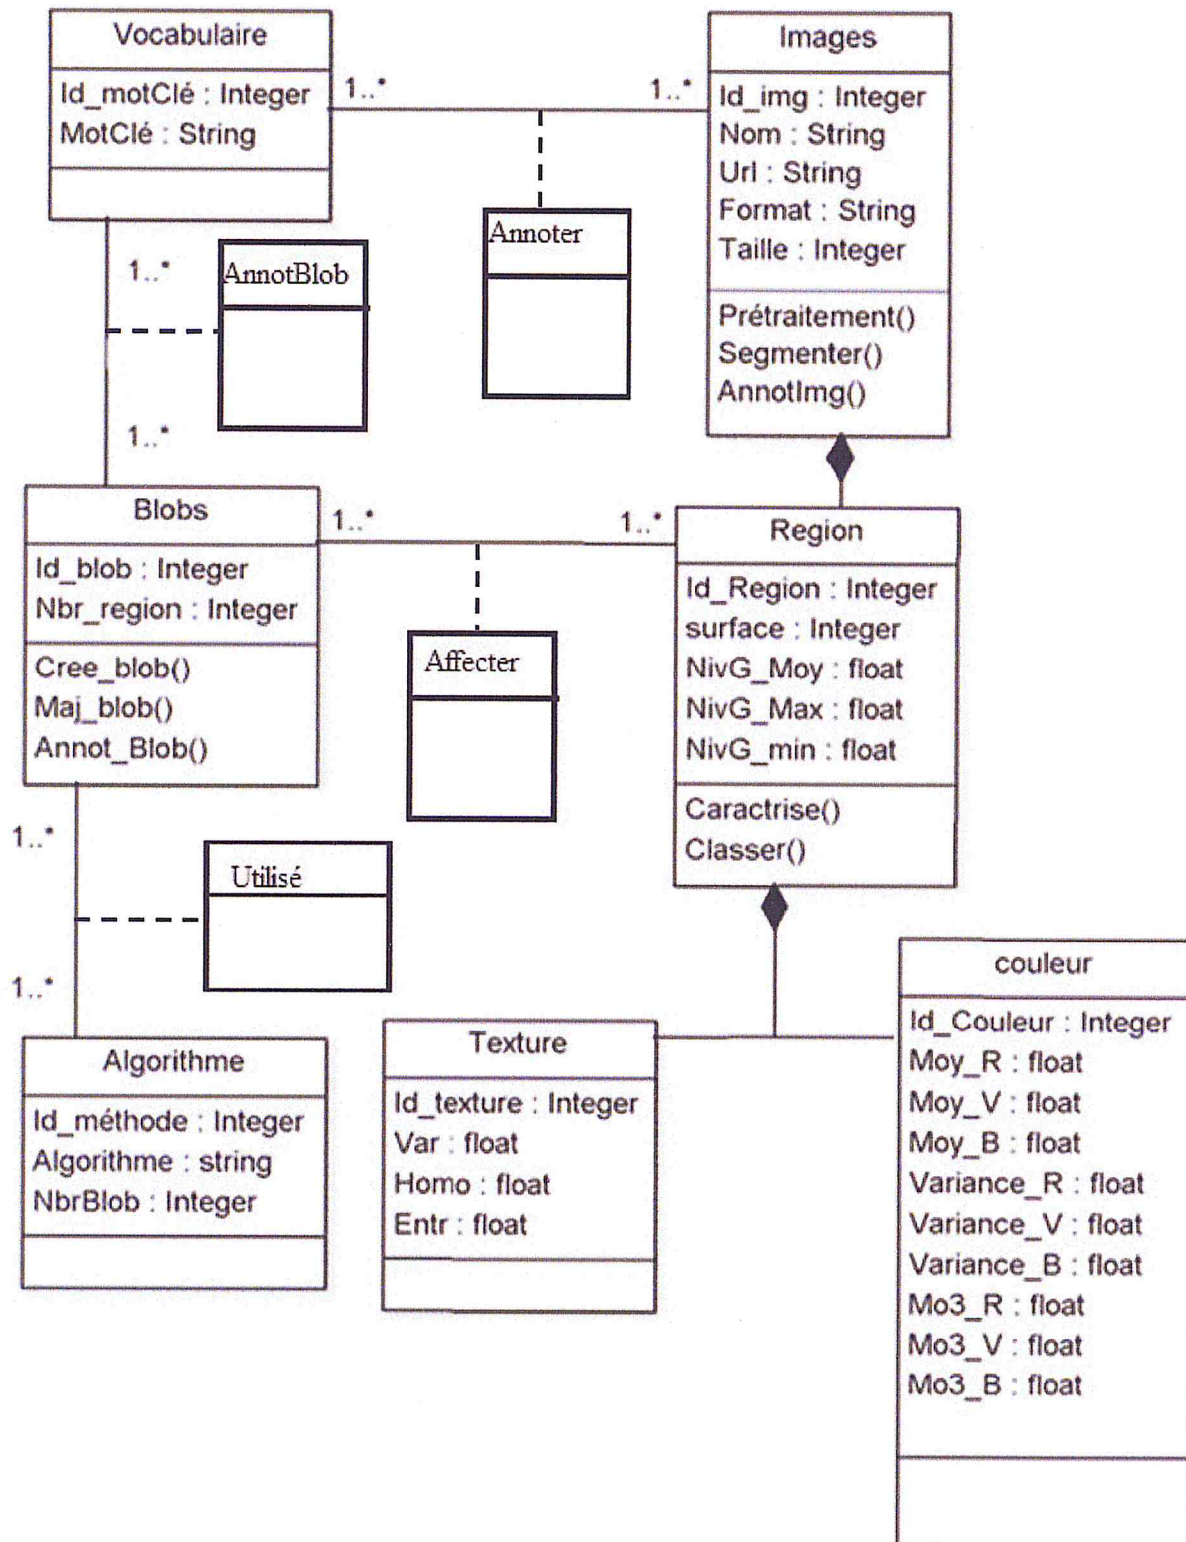 Vocabulaire
Id_motClé : Integer
MotClé : String
1..*
1..*
Images
Id_img : Integer
Nom : String
Url : String
Format : String
Taille : Integer
Prétraitement()
Segmenter()
AnnotImg()
Annoter
AnnotBlob
1..*
1..*
Blobs
Id_blob : Integer
Nbr_region : Integer
Cree_blob()
Maj_blob()
Annot_Blob()
1..*
1..*
Region
Id_Region : Integer
surface : Integer
NivG_Moy : float
NivG_Max : float
NivG_min : float
Caractrise()
Classer()
Affecter
1..*
1..*
Utilisé
Algorithme
Id_méthode : Integer
Algorithme : string
NbrBlob : Integer
Texture
Id_texture : Integer
Var : float
Homo : float
Entr : float
couleur
Id_Couleur : Integer
Moy_R : float
Moy_V : float
Moy_B : float
Variance_R : float
Variance_V : float
Variance_B : float
Mo3_R : float
Mo3_V : float
Mo3_B : float